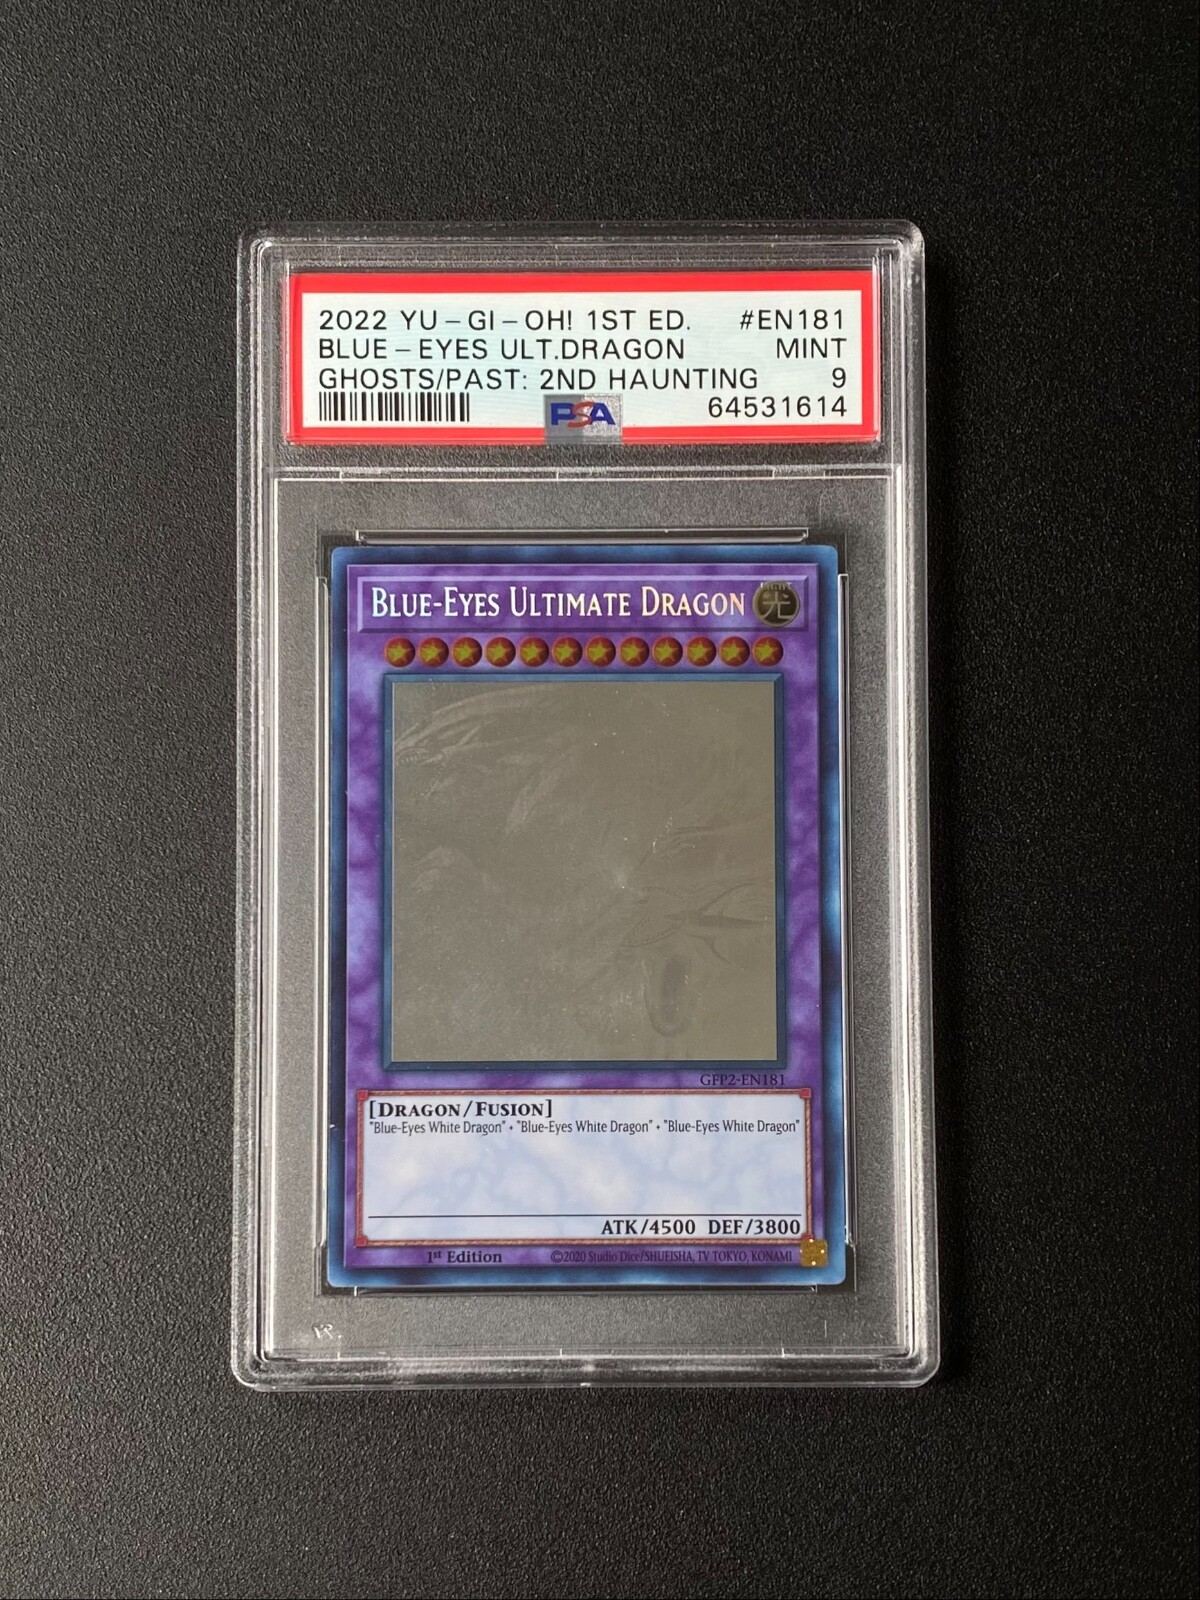 2022 YU-GI-OH! 1ST ED. #EN181
BLUE-EYES ULT.DRAGON MINT
GHOSTS/PAST: 2ND HAUNTING 9
PSA 64531614
BLUE-EYES ULTIMATE DRAGON
光
GFP2-EN181
[DRAGON/FUSION]
"Blue-Eyes White Dragon" + "Blue-Eyes White Dragon" + "Blue-Eyes White Dragon"
ATK/4500 DEF/3800
1st Edition ©2020 Studio Dice/SHUEISHA, TV TOKYO, KONAMI